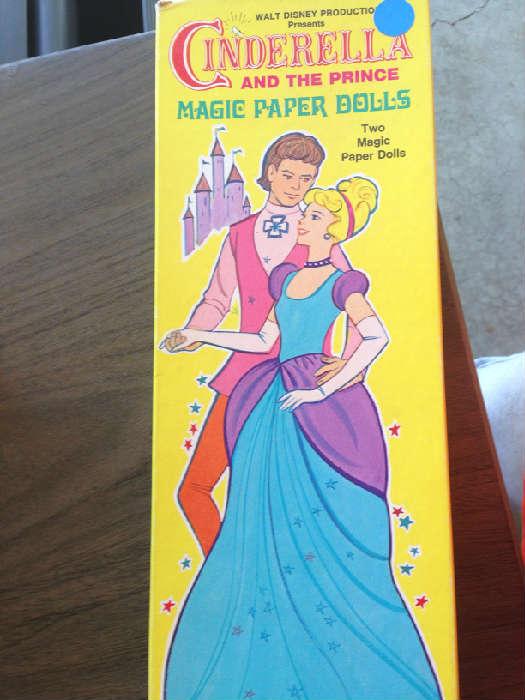 WALT DISNEY PRODUCTIO
Presents
CINDERELLA
AND THE PRINCE
MAGIC PAPER DOLLS
Two
Magic
Paper Dolls